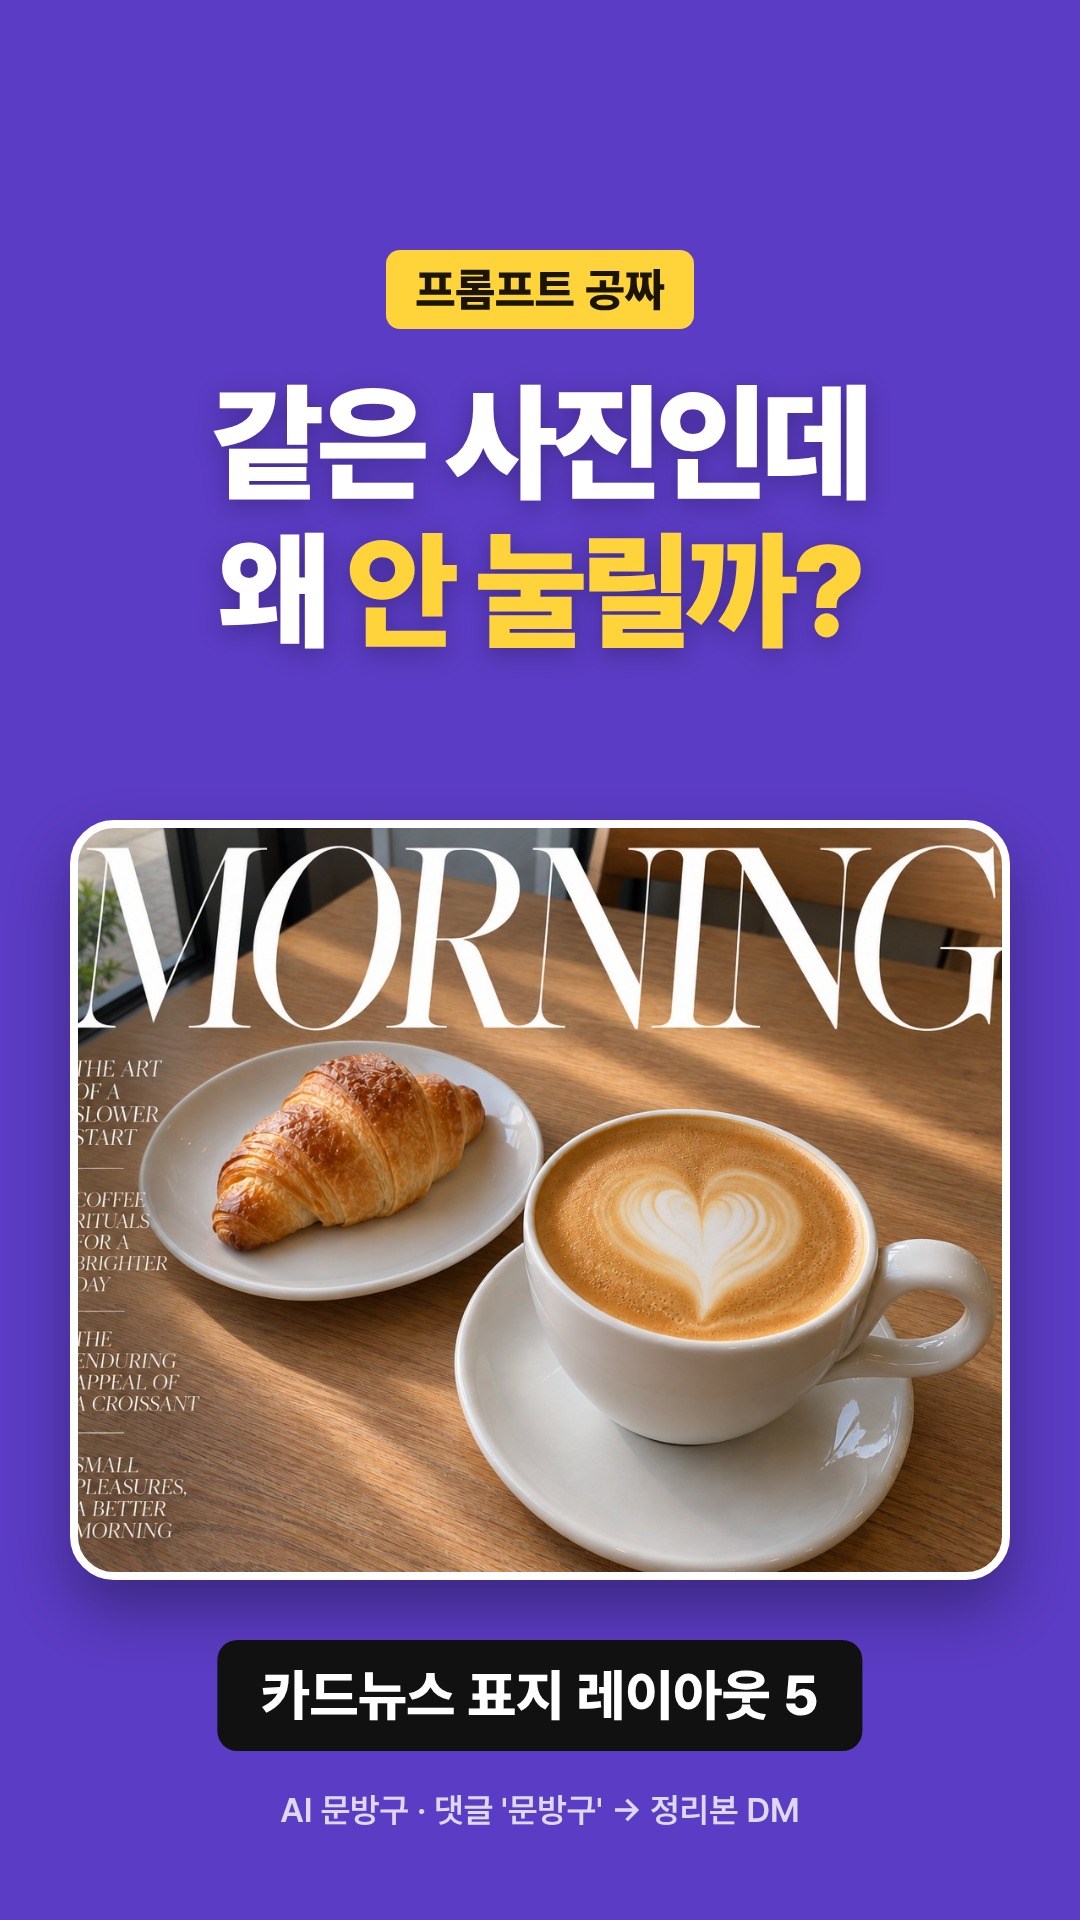 프롬프트 공짜
같은 사진인데
왜 안 눌릴까?
MORNING
THE ART
OF A
SLOWER
START
COFFEE
RITUALS
FOR A
BRIGHTER
DAY
THE
ENDURING
APPEAL OF
A CROISSANT
SMALL
PLEASURES,
A BETTER
MORNING
카드뉴스 표지 레이아웃 5
AI 문방구 · 댓글 '문방구' → 정리본 DM